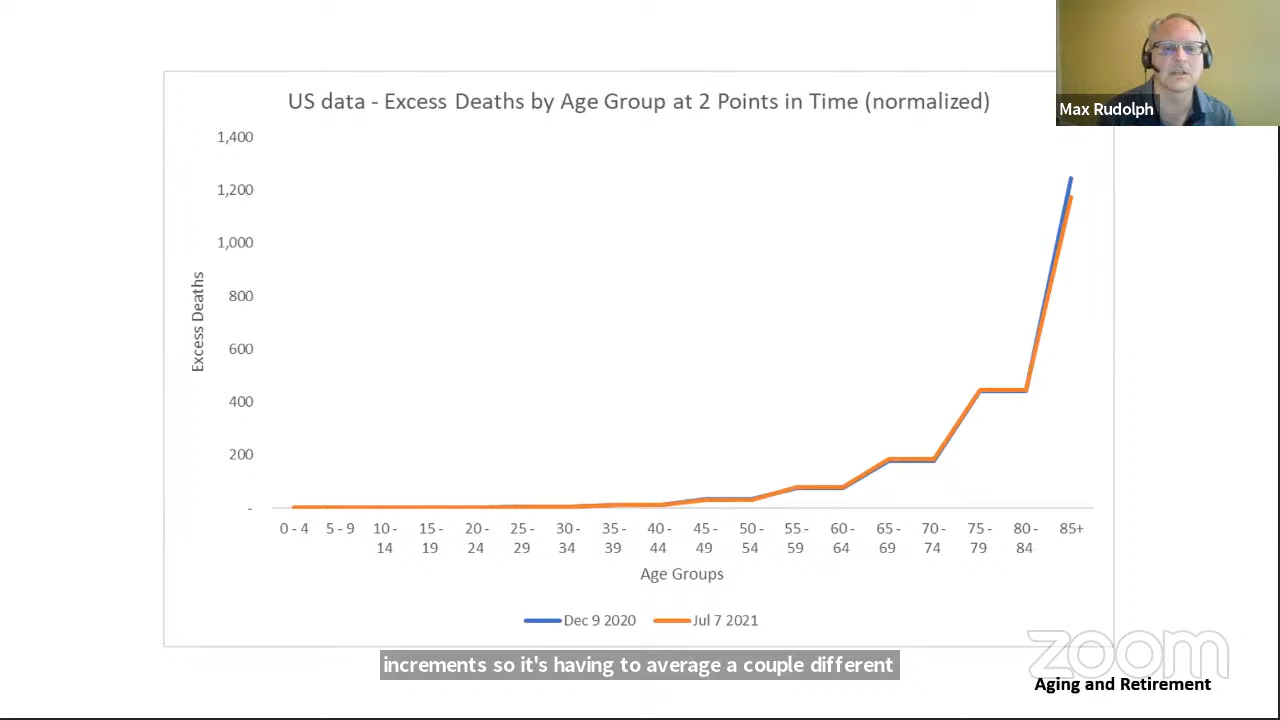 Max Rudolph
US data - Excess Deaths by Age Group at 2 Points in Time (normalized)
1,400
1,200
1,000
800
600
400
200
-
Excess Deaths
0 - 4 5 - 9 10 - 15 - 20 - 25 - 30 - 35 - 40 - 45 - 50 - 55 - 60 - 65 - 70 - 75 - 80 - 85+
14 19 24 29 34 39 44 49 54 59 64 69 74 79 84
Age Groups
Dec 9 2020 Jul 7 2021
increments so it's having to average a couple different
zoom
Aging and Retirement